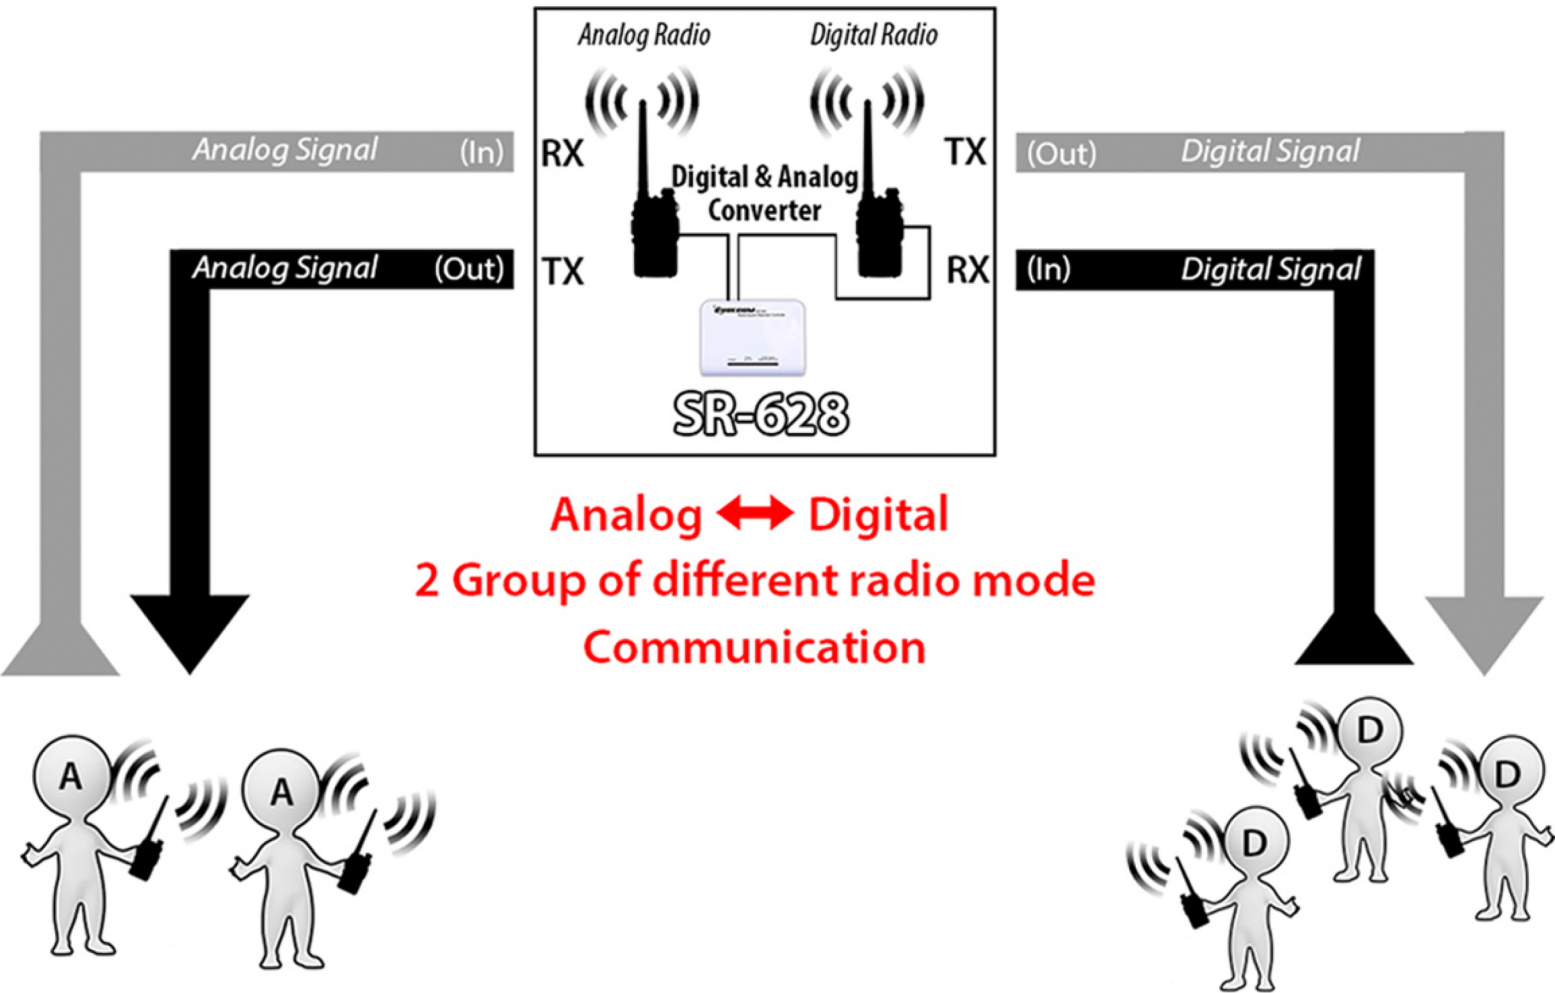 Analog Radio
Digital Radio
Analog Signal (In)
RX
TX
(Out) Digital Signal
Digital & Analog
Converter
Analog Signal (Out)
TX
RX
(In) Digital Signal
SR-628
Analog Digital
2 Group of different radio mode
Communication
A
A
D
D
D